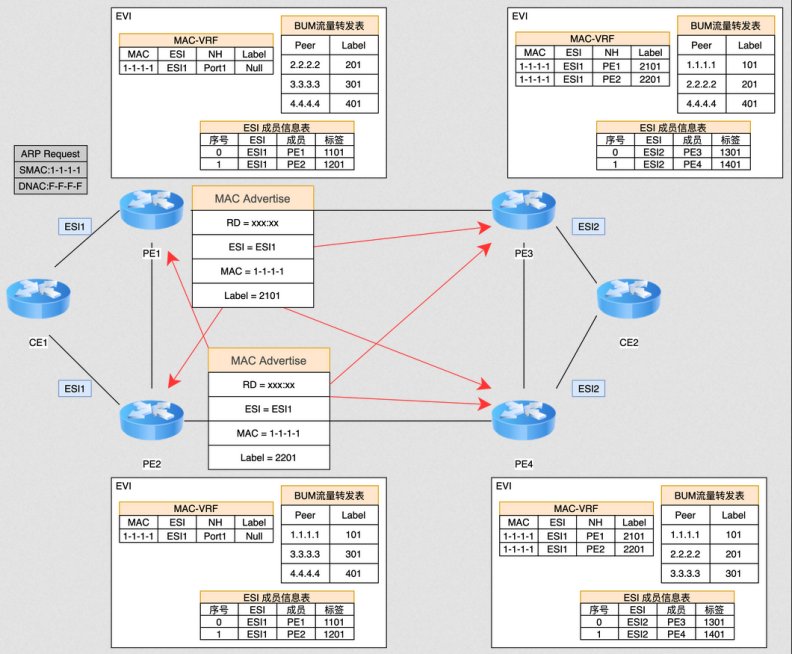 EVI
MAC-VRF
MAC ESI NH Label
1-1-1-1 ESI1 Port1 Null
BUM流量转发表
Peer Label
2.2.2.2 201
3.3.3.3 301
4.4.4.4 401
ESI 成员信息表
序号 ESI 成员 标签
0 ESI1 PE1 1101
1 ESI1 PE2 1201
EVI
MAC-VRF
MAC ESI NH Label
1-1-1-1 ESI1 PE1 2101
1-1-1-1 ESI1 PE2 2201
BUM流量转发表
Peer Label
1.1.1.1 101
2.2.2.2 201
4.4.4.4 401
ESI 成员信息表
序号 ESI 成员 标签
0 ESI2 PE3 1301
1 ESI2 PE4 1401
ARP Request
SMAC:1-1-1-1
DNAC:F-F-F-F
ESI1
PE1
MAC Advertise
RD = xxx:xx
ESI = ESI1
MAC = 1-1-1-1
Label = 2101
PE3
ESI2
CE1
CE2
ESI1
PE2
MAC Advertise
RD = xxx:xx
ESI = ESI1
MAC = 1-1-1-1
Label = 2201
PE4
ESI2
EVI
MAC-VRF
MAC ESI NH Label
1-1-1-1 ESI1 Port1 Null
BUM流量转发表
Peer Label
1.1.1.1 101
3.3.3.3 301
4.4.4.4 401
ESI 成员信息表
序号 ESI 成员 标签
0 ESI1 PE1 1101
1 ESI1 PE2 1201
EVI
MAC-VRF
MAC ESI NH Label
1-1-1-1 ESI1 PE1 2101
1-1-1-1 ESI1 PE2 2201
BUM流量转发表
Peer Label
1.1.1.1 101
2.2.2.2 201
3.3.3.3 301
ESI 成员信息表
序号 ESI 成员 标签
0 ESI2 PE3 1301
1 ESI2 PE4 1401